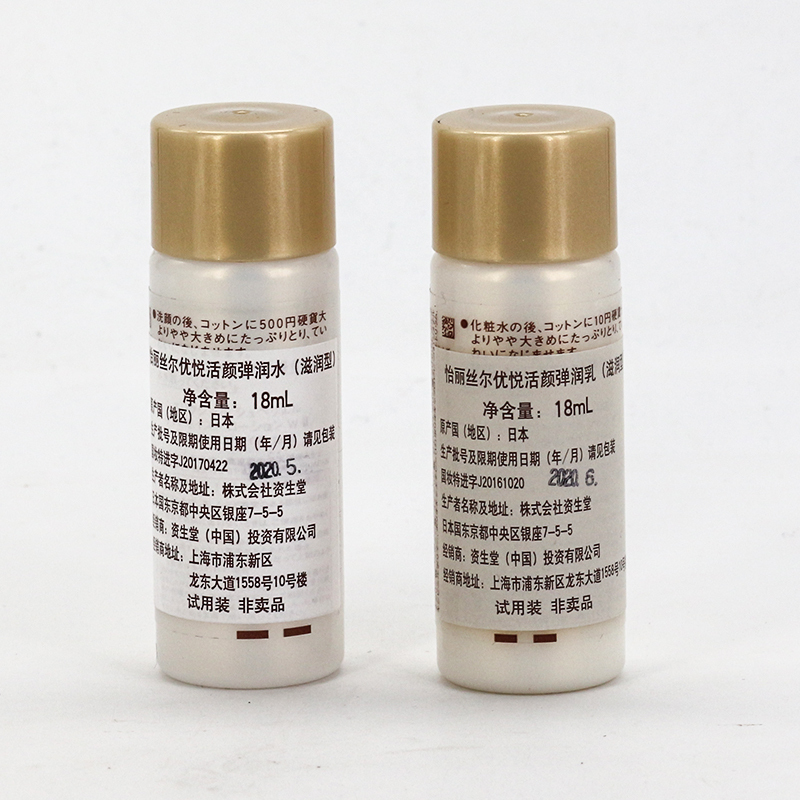 ●洗顔の後、コットンに500円硬貨大
よりやや大きめにたっぷりとり、てい
怡丽丝尔优悦活颜弹润水（滋润型）
净含量：18mL
原产国（地区）：日本
生产批号及限期使用日期（年/月）请见包装
国妆特进字J20170422 2020.5.
生产者名称及地址：株式会社资生堂
日本国东京都中央区银座7-5-5
经销商：资生堂（中国）投资有限公司
经销商地址：上海市浦东新区
龙东大道1558号10号楼
试用装 非卖品
●化粧水の後、コットンに10円硬貨
よりやや大きめにたっぷりとり、
れいになじませます
怡丽丝尔优悦活颜弹润乳（滋润型
净含量：18mL
原产国（地区）：日本
生产批号及限期使用日期（年/月）请见包装
国妆特进字J20161020 2020.6.
生产者名称及地址：株式会社资生堂
日本国东京都中央区银座7-5-5
经销商：资生堂（中国）投资有限公司
经销商地址：上海市浦东新区龙东大道1558号10号
试用装 非卖品